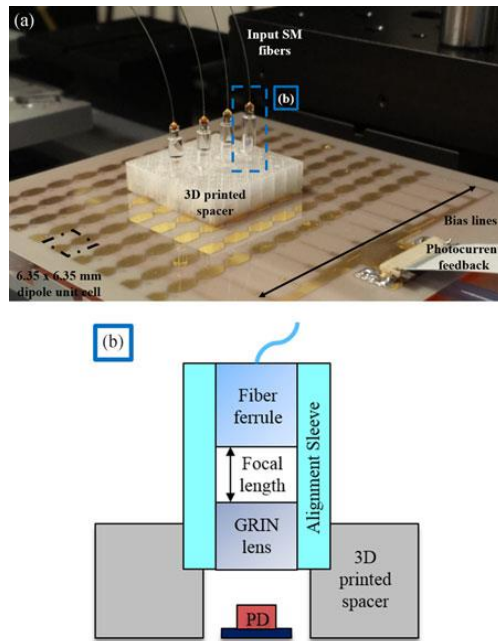 (a)
Input SM
fibers
(b)
3D printed
spacer
Bias lines
Photocurrent
feedback
6.35 x 6.35 mm
dipole unit cell
(b)
Fiber
ferrule
Focal
length
GRIN
lens
Alignment Sleeve
3D
printed
spacer
PD